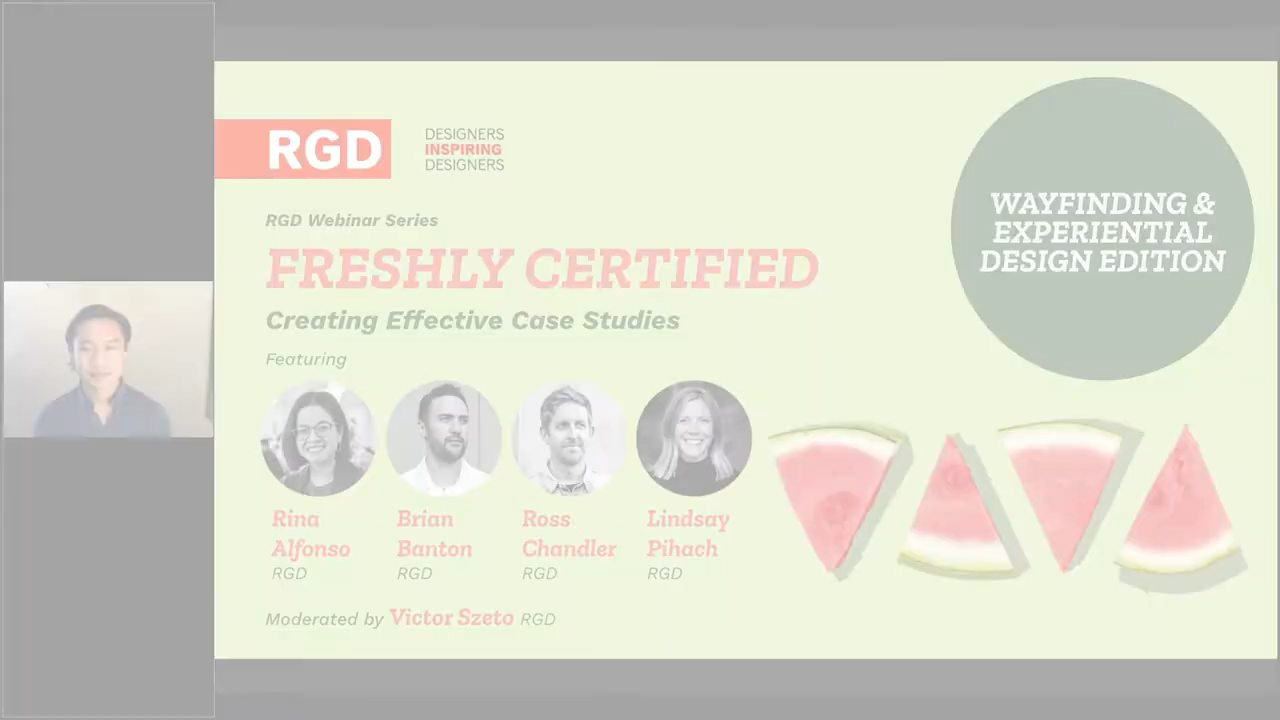 RGD
DESIGNERS
INSPIRING
DESIGNERS
WAYFINDING &
EXPERIENTIAL
DESIGN EDITION
RGD Webinar Series
FRESHLY CERTIFIED
Creating Effective Case Studies
Featuring
Rina
Alfonso
RGD
Brian
Banton
RGD
Ross
Chandler
RGD
Lindsay
Pihach
RGD
Moderated by Victor Szeto RGD